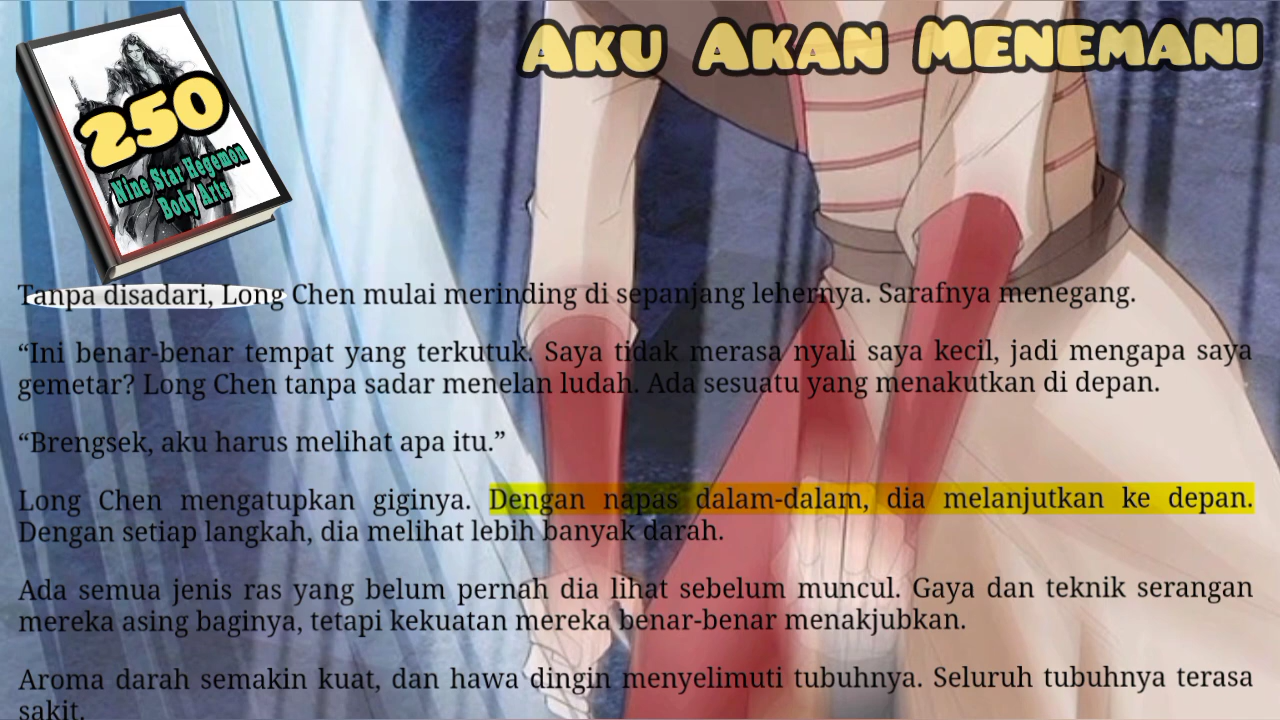 AKU AKAN MENEMANI
250
Nine Star Hegemon
Body Arts
Tanpa disadari, Long Chen mulai merinding di sepanjang lehernya. Sarafnya menegang.
“Ini benar-benar tempat yang terkutuk. Saya tidak merasa nyali saya kecil, jadi mengapa saya
gemetar? Long Chen tanpa sadar menelan ludah. Ada sesuatu yang menakutkan di depan.
“Brengsek, aku harus melihat apa itu.”
Long Chen mengatupkan giginya. Dengan napas dalam-dalam, dia melanjutkan ke depan.
Dengan setiap langkah, dia melihat lebih banyak darah.
Ada semua jenis ras yang belum pernah dia lihat sebelum muncul. Gaya dan teknik serangan
mereka asing baginya, tetapi kekuatan mereka benar-benar menakjubkan.
Aroma darah semakin kuat, dan hawa dingin menyelimuti tubuhnya. Seluruh tubuhnya terasa
sakit.